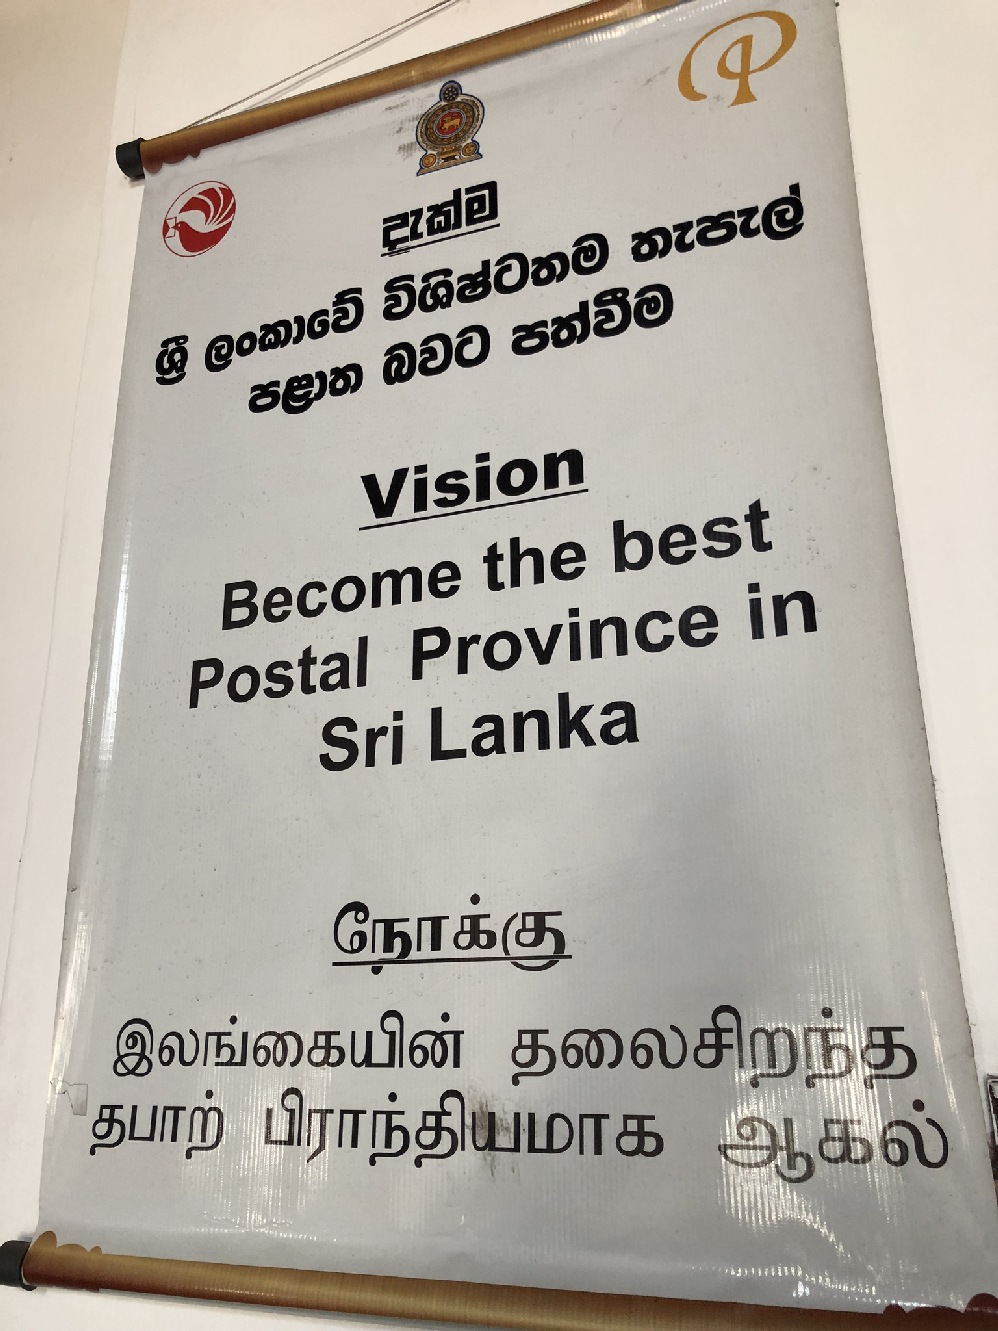 දැක්ම
ශ්‍රී ලංකාවේ විශිෂ්ටතම තැපැල්
පළාත බවට පත්වීම
Vision
Become the best
Postal Province in
Sri Lanka
நோக்கு
இலங்கையின் தலைசிறந்த
தபாற் பிராந்தியமாக ஆகல்